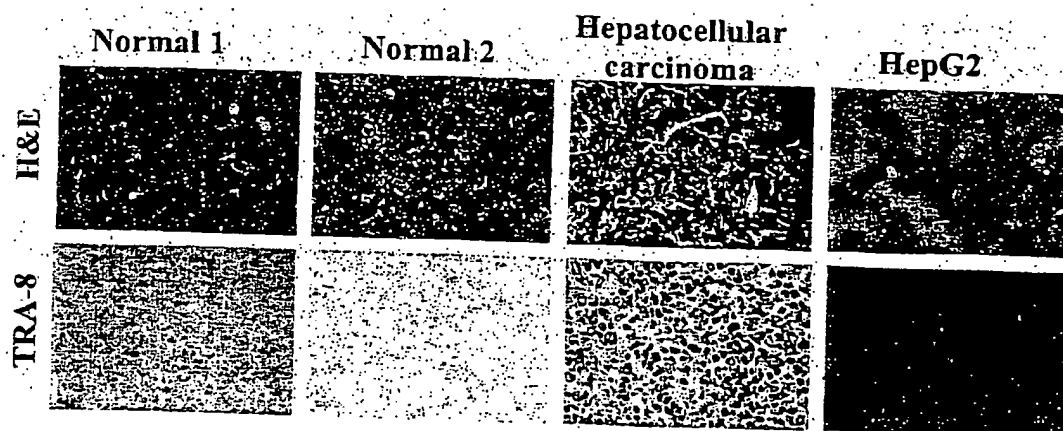 Normal 1
Normal 2
Hepatocellular
carcinoma
HepG2
H&E
TRA-8